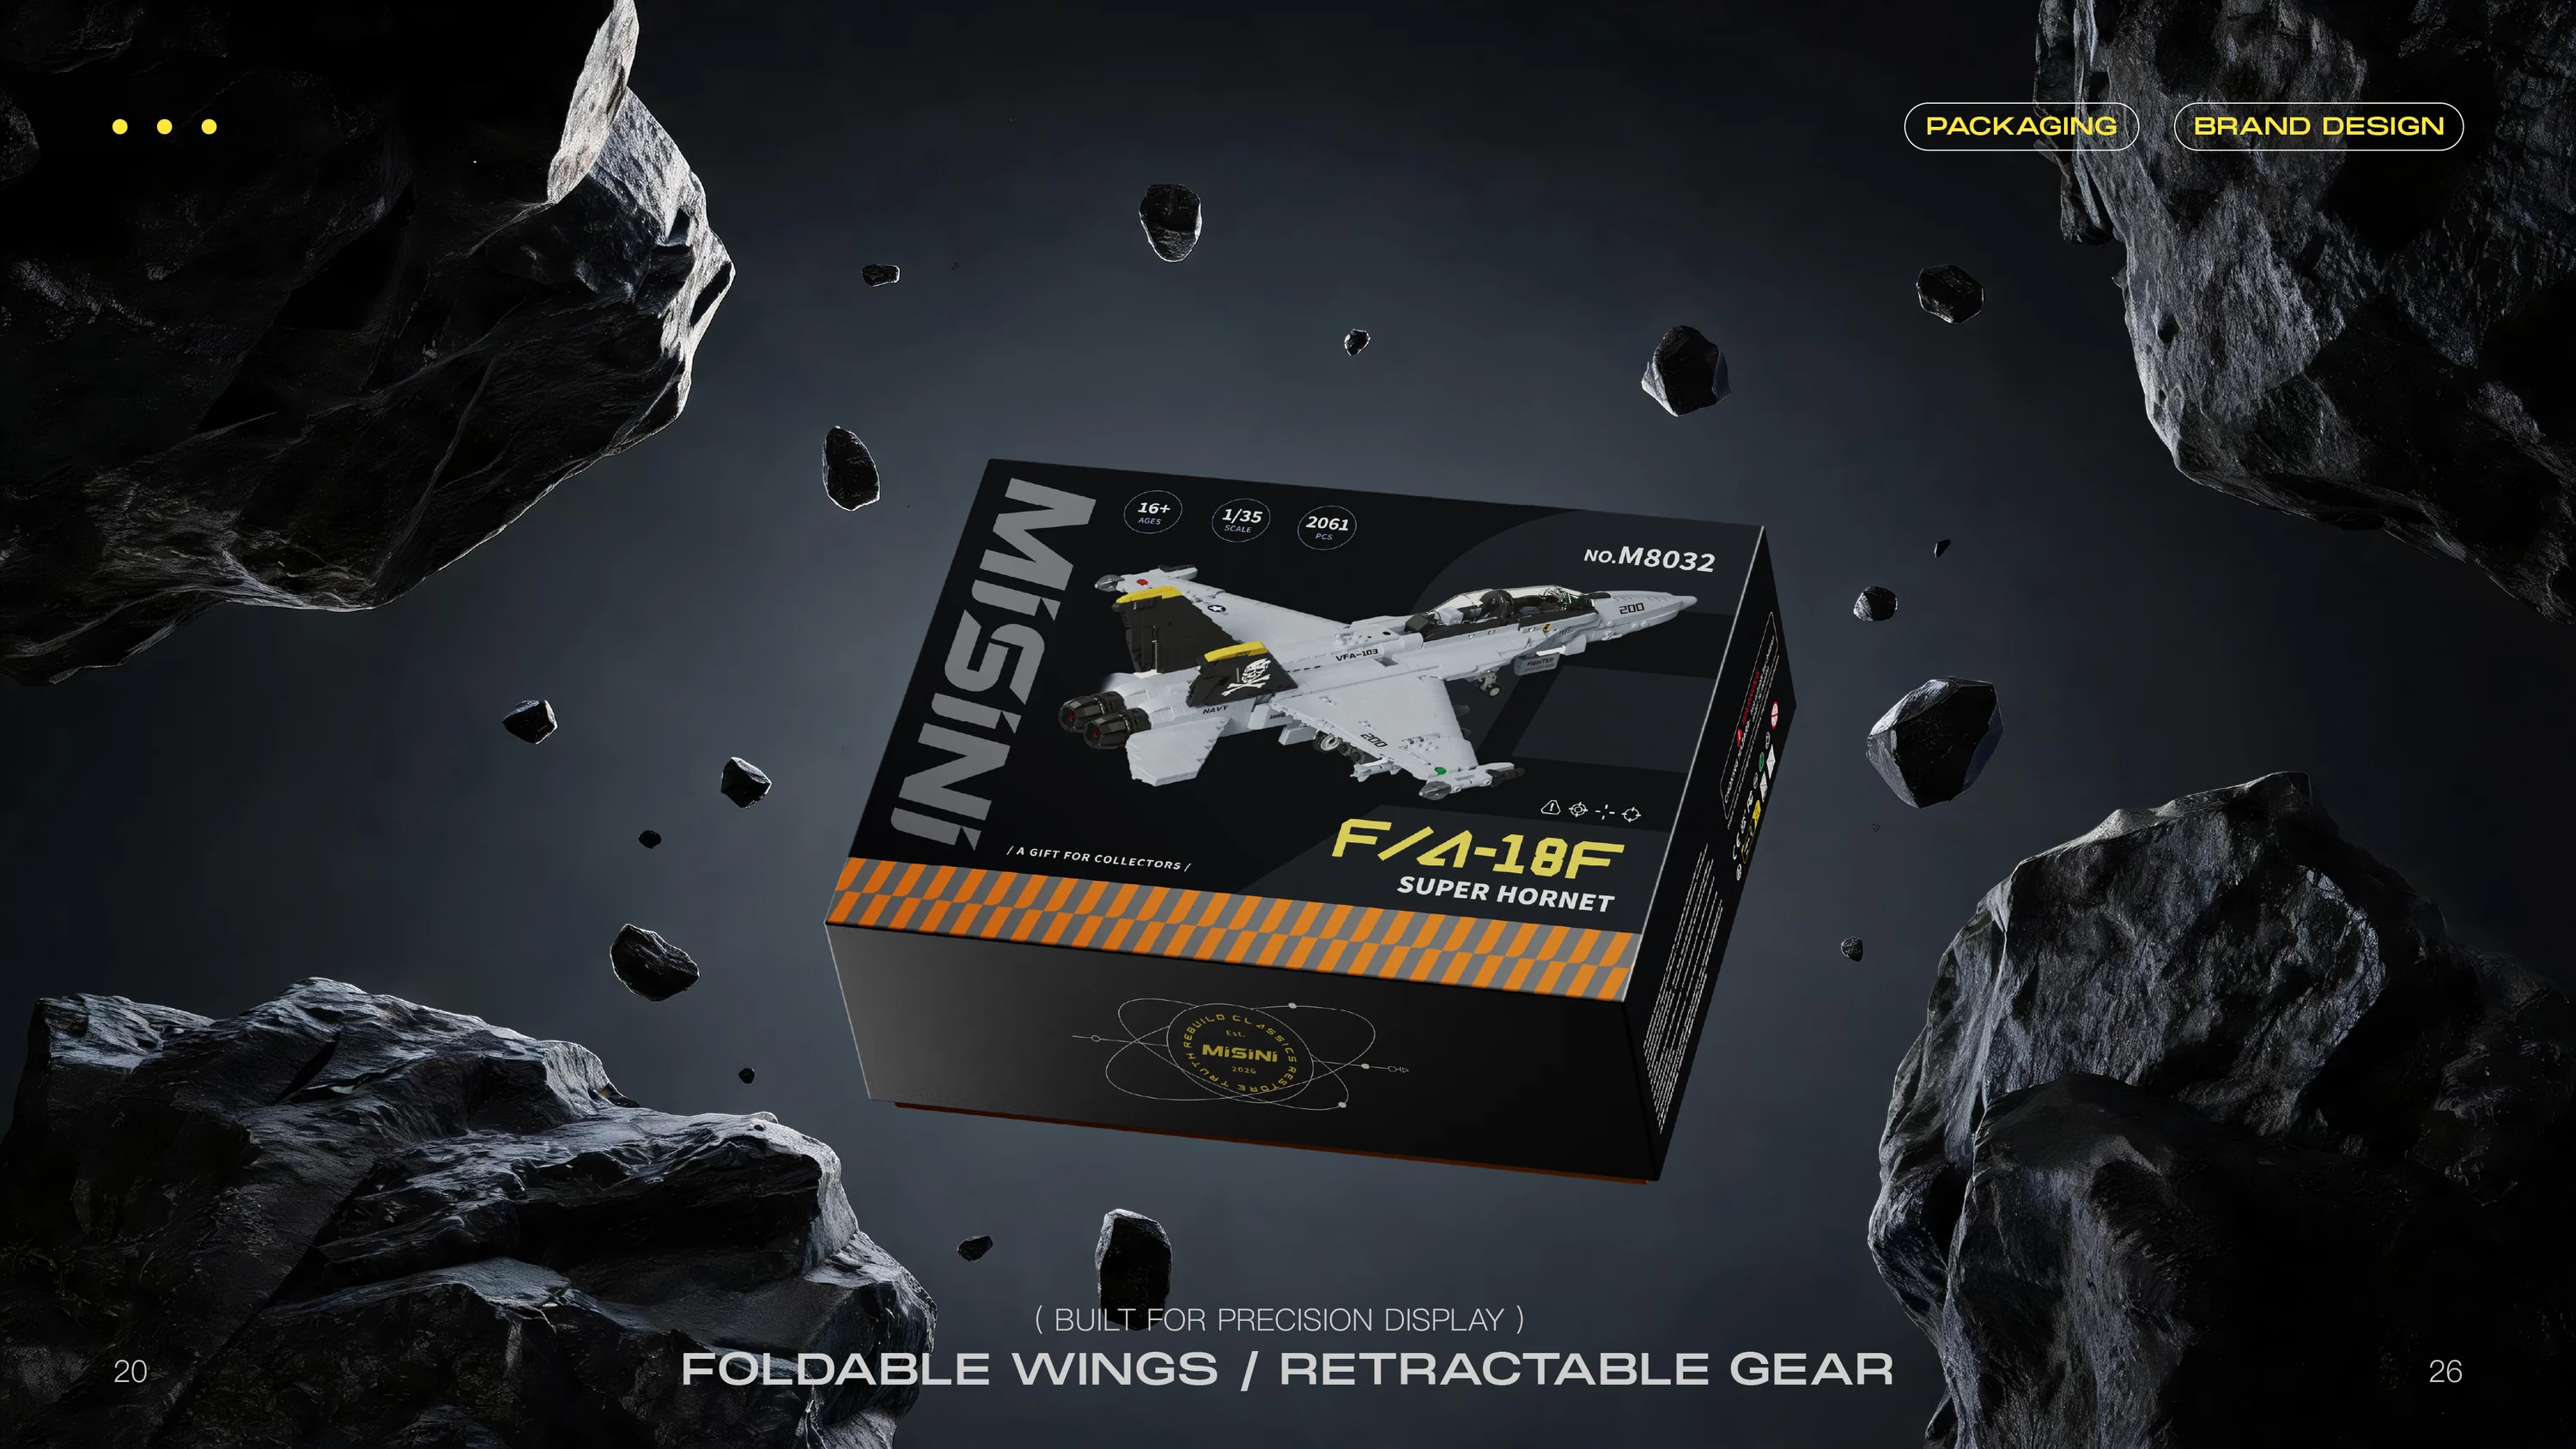 PACKAGING
BRAND DESIGN
MiSiNi
16+
AGES
1/35
SCALE
2061
PCS
NO.M8032
200
VFA-103
FIGHTER
NAVY
200
F/A-18F
SUPER HORNET
/ A GIFT FOR COLLECTORS /
REBUILD CLASSICS RESTORE TRUTH
Est.
MiSiNi
2026
( BUILT FOR PRECISION DISPLAY )
FOLDABLE WINGS / RETRACTABLE GEAR
20
26